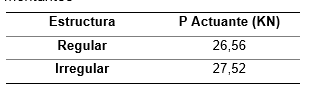 Estructura P Actuante (KN)
Regular 26,56
Irregular 27,52